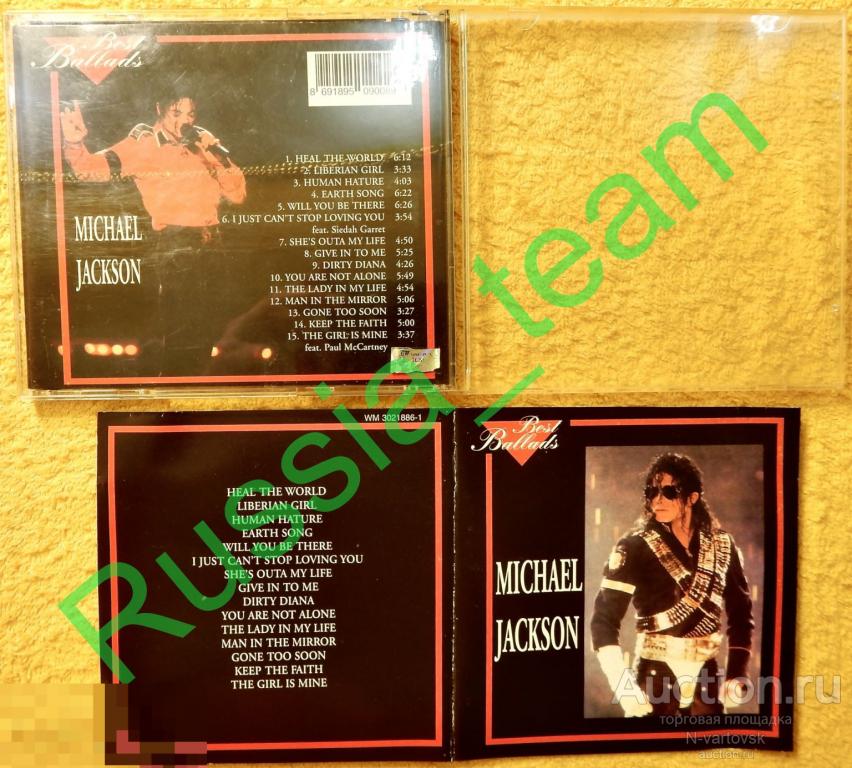 Best
Ballads
8 691895 09008
MICHAEL
JACKSON
1. HEAL THE WORLD 6:12
2. LIBERIAN GIRL 3:33
3. HUMAN HATURE 4:03
4. EARTH SONG 6:22
5. WILL YOU BE THERE 6:26
6. I JUST CAN'T STOP LOVING YOU 3:54
feat. Siedah Garret
7. SHE'S OUTA MY LIFE 4:50
8. GIVE IN TO ME 5:25
9. DIRTY DIANA 4:26
10. YOU ARE NOT ALONE 5:49
11. THE LADY IN MY LIFE 4:54
12. MAN IN THE MIRROR 5:06
13. GONE TOO SOON 3:27
14. KEEP THE FAITH 5:00
15. THE GIRL IS MINE 3:37
feat. Paul McCartney
Russia_team
WM 3021886-1
HEAL THE WORLD
LIBERIAN GIRL
HUMAN HATURE
EARTH SONG
WILL YOU BE THERE
I JUST CAN'T STOP LOVING YOU
SHE'S OUTA MY LIFE
GIVE IN TO ME
DIRTY DIANA
YOU ARE NOT ALONE
THE LADY IN MY LIFE
MAN IN THE MIRROR
GONE TOO SOON
KEEP THE FAITH
THE GIRL IS MINE
Best
Ballads
MICHAEL
JACKSON
Auction.ru
торговая площадка
N-vartovsk
auction.ru